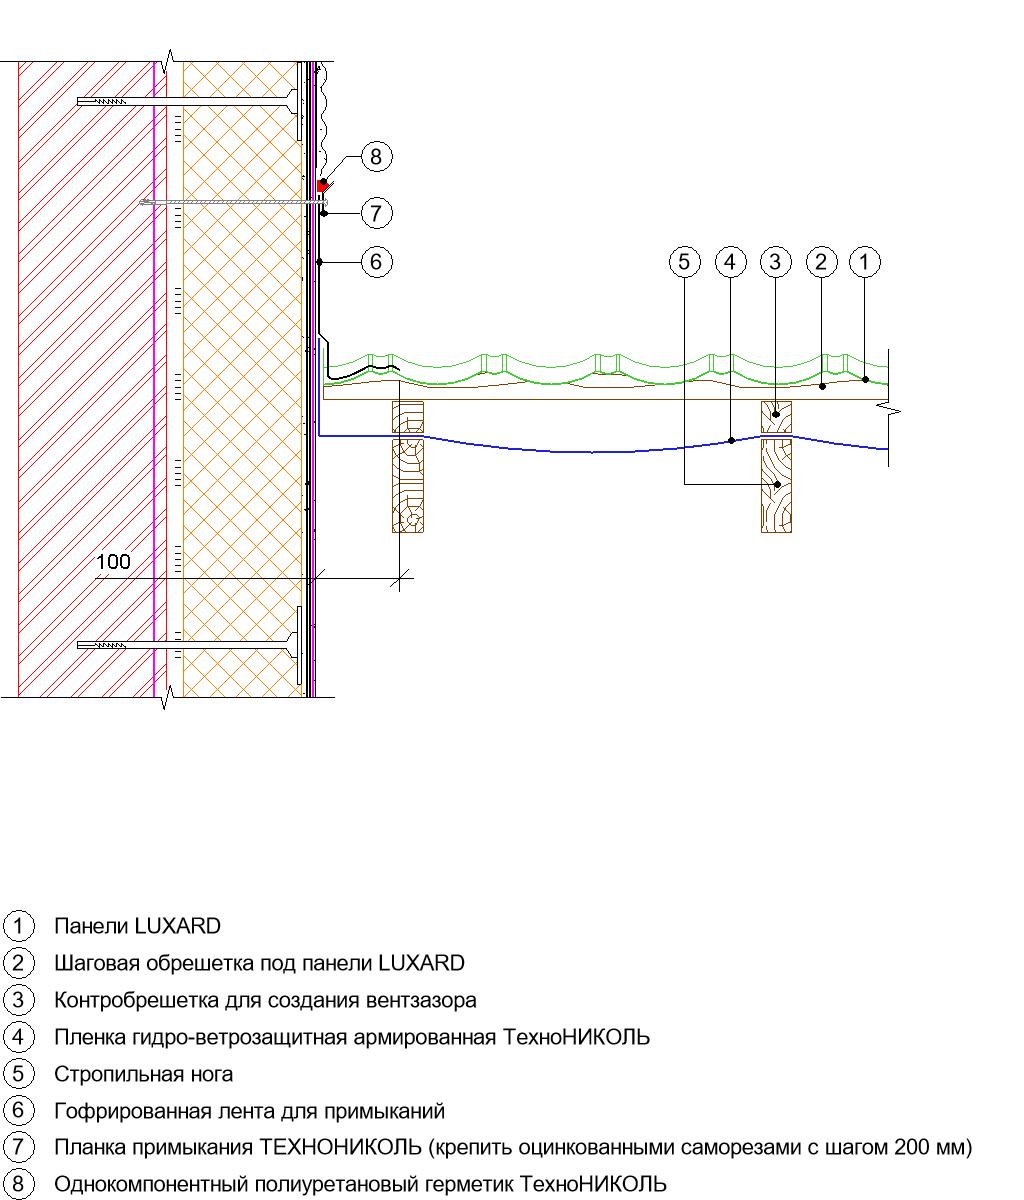 8
7
6
5 4 3 2 1
100
1 Панели LUXARD
2 Шаговая обрешетка под панели LUXARD
3 Контробрешетка для создания вентзазора
4 Пленка гидро-ветрозащитная армированная ТехноНИКОЛЬ
5 Стропильная нога
6 Гофрированная лента для примыканий
7 Планка примыкания ТЕХНОНИКОЛЬ (крепить оцинкованными саморезами с шагом 200 мм)
8 Однокомпонентный полиуретановый герметик ТехноНИКОЛЬ